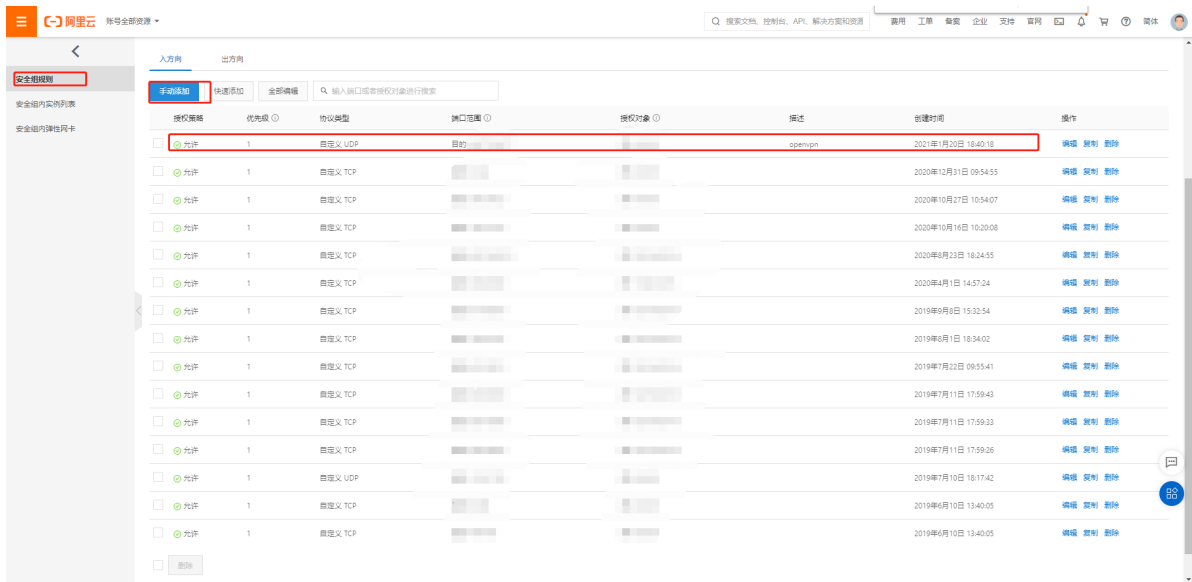 阿里云 账号全部资源 搜索文档、控制台、API、解决方案和资源 费用 工单 备案 企业 支持 官网 简体
安全组规则
安全组内实例列表
安全组内弹性网卡
入方向 出方向
手动添加 快速添加 全部编辑 输入端口或者授权对象进行搜索
授权策略 优先级 协议类型 端口范围 授权对象 描述 创建时间 操作
允许 1 自定义 UDP 目的 openvpn 2021年1月20日 18:40:18 编辑 复制 删除
允许 1 自定义 TCP 2020年12月31日 09:54:55 编辑 复制 删除
允许 1 自定义 TCP 2020年10月27日 10:54:07 编辑 复制 删除
允许 1 自定义 TCP 2020年10月16日 10:20:08 编辑 复制 删除
允许 1 自定义 TCP 2020年8月23日 18:24:55 编辑 复制 删除
允许 1 自定义 TCP 2020年4月1日 14:57:24 编辑 复制 删除
允许 1 自定义 TCP 2019年9月8日 15:32:54 编辑 复制 删除
允许 1 自定义 TCP 2019年8月1日 18:34:02 编辑 复制 删除
允许 1 自定义 TCP 2019年7月22日 09:55:41 编辑 复制 删除
允许 1 自定义 TCP 2019年7月11日 17:59:43 编辑 复制 删除
允许 1 自定义 TCP 2019年7月11日 17:59:33 编辑 复制 删除
允许 1 自定义 TCP 2019年7月11日 17:59:26 编辑 复制 删除
允许 1 自定义 UDP 2019年7月10日 18:17:42 编辑 复制 删除
允许 1 自定义 TCP 2019年6月10日 13:40:05 编辑 复制 删除
允许 1 自定义 TCP 2019年6月10日 13:40:05 编辑 复制 删除
删除